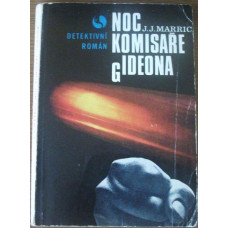 NOC
J.J. MARRIC
DETEKTIVNÍ
ROMÁN
KOMISAŘE
GIDEONA